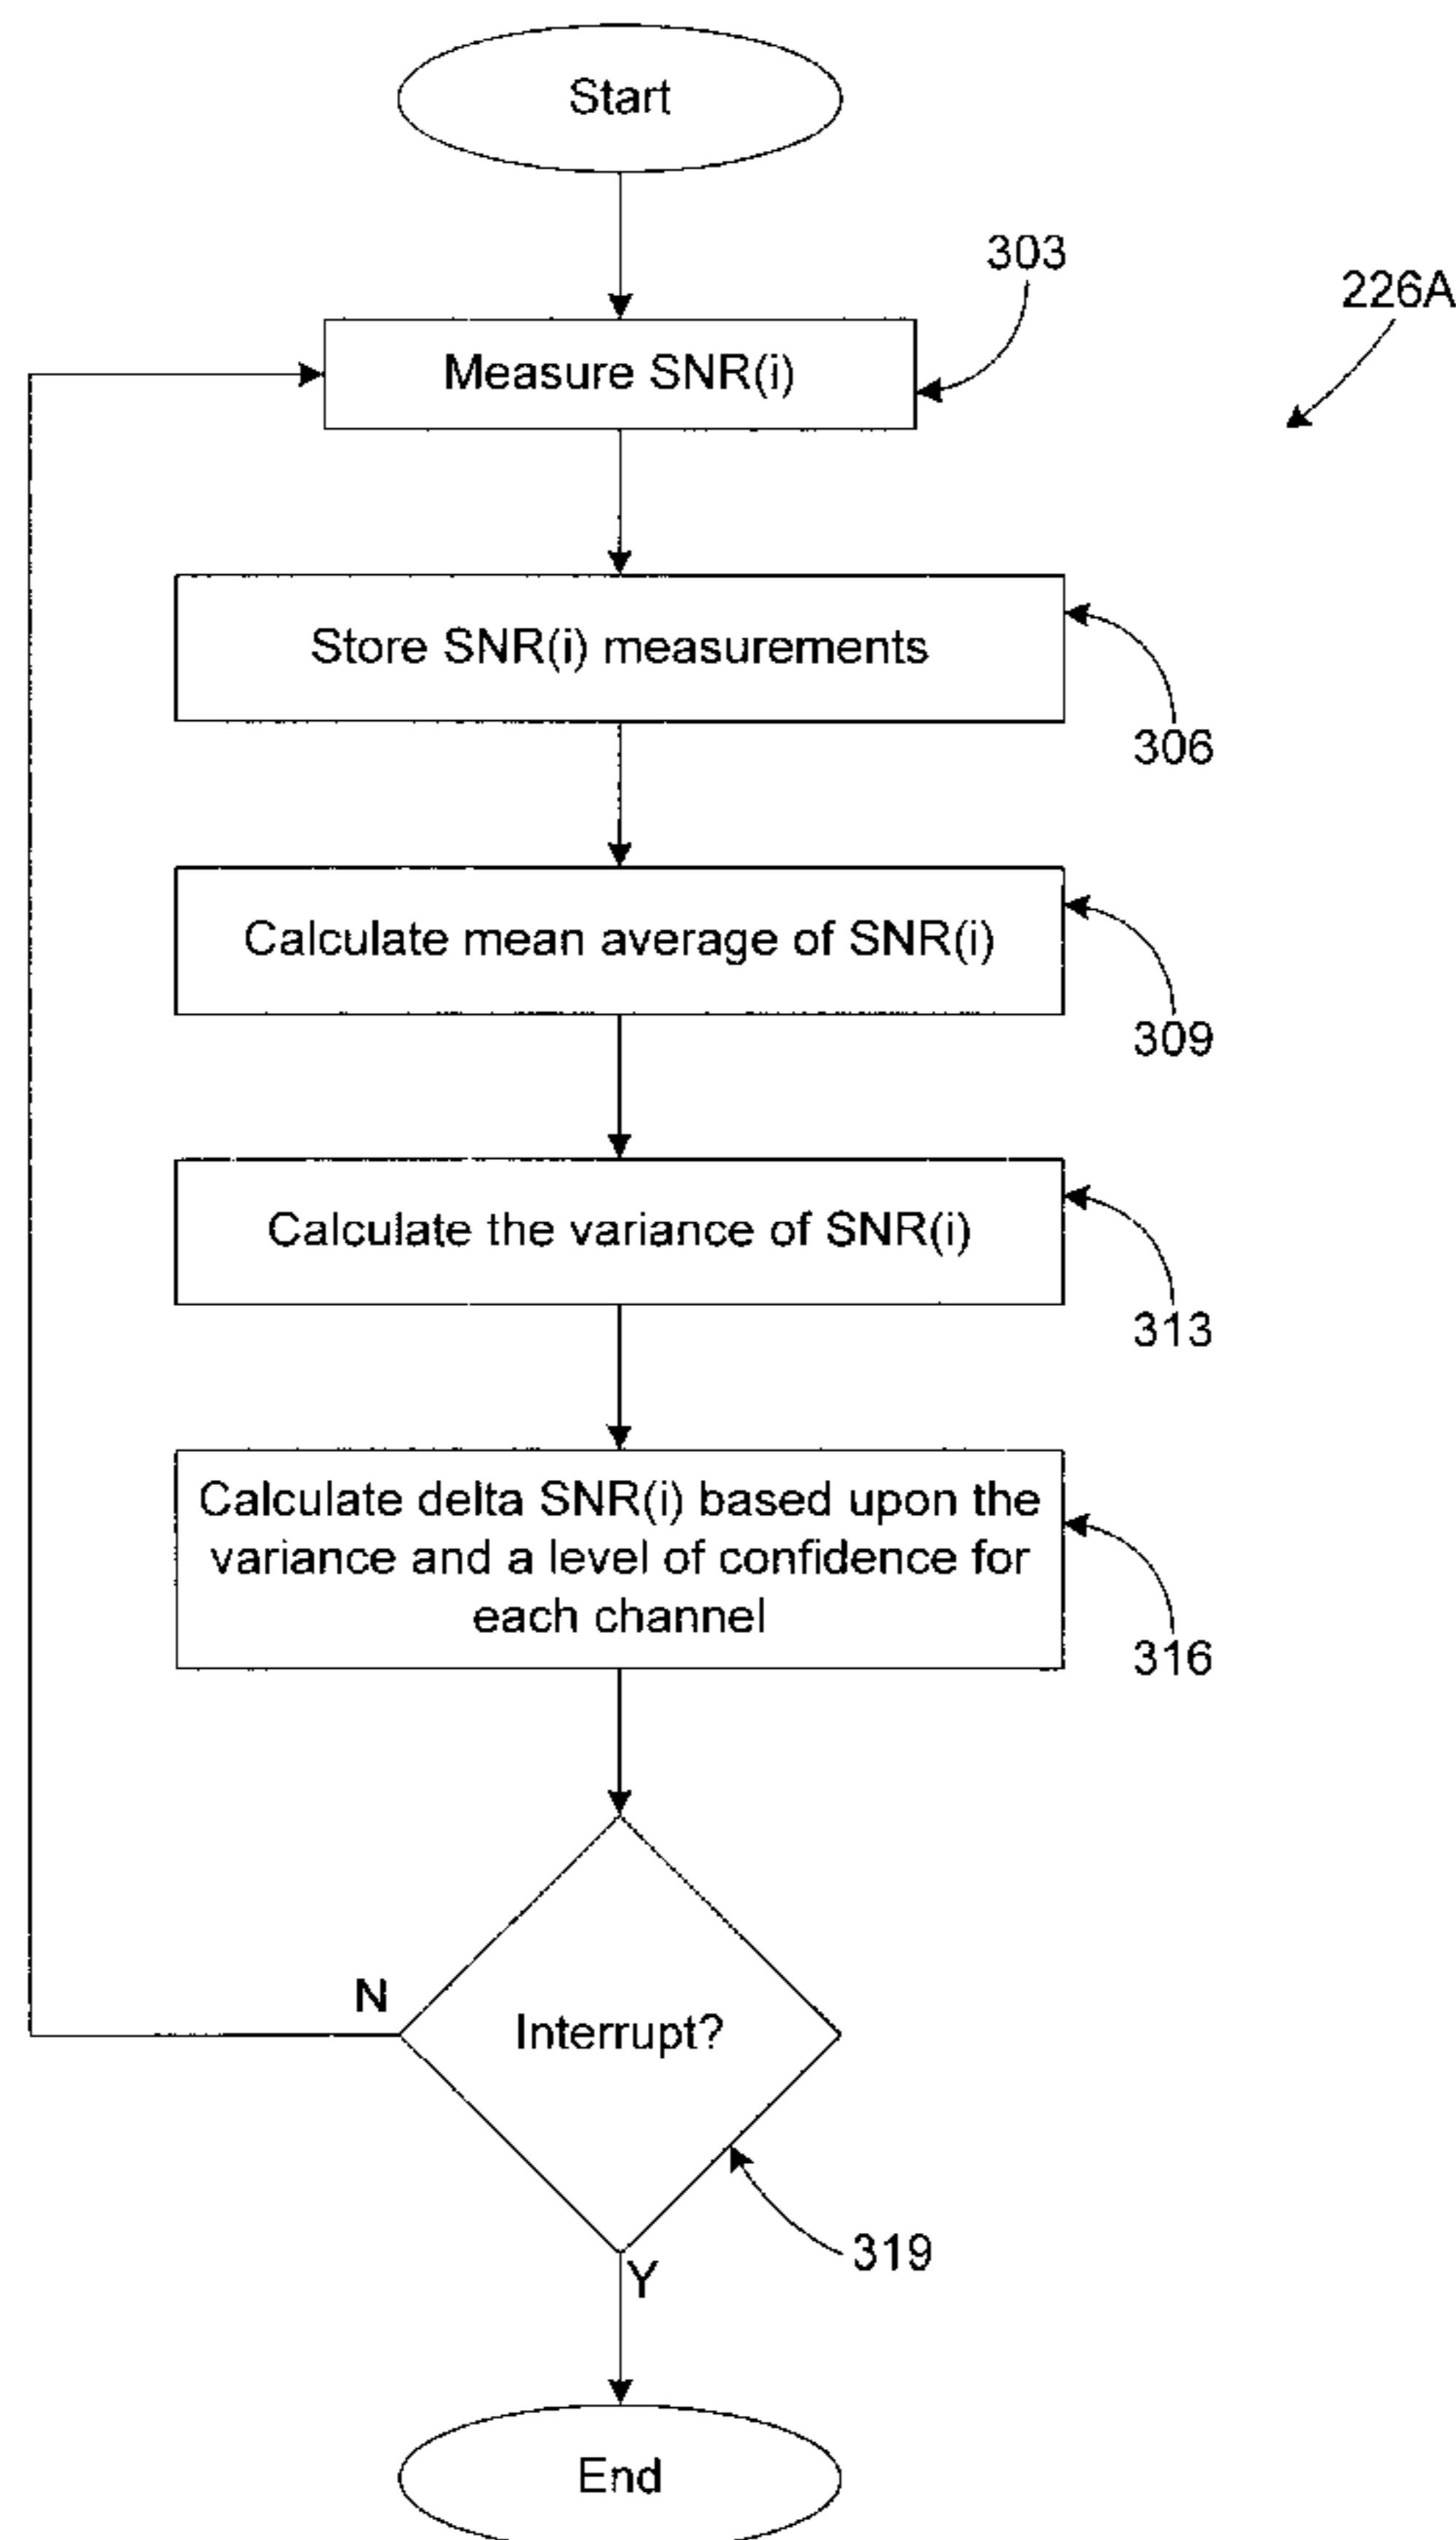 Start
303
226A
Measure SNR(i)
Store SNR(i) measurements
306
Calculate mean average of SNR(i)
309
Calculate the variance of SNR(i)
313
Calculate delta SNR(i) based upon the
variance and a level of confidence for
each channel
316
N
Interrupt?
319
Y
End